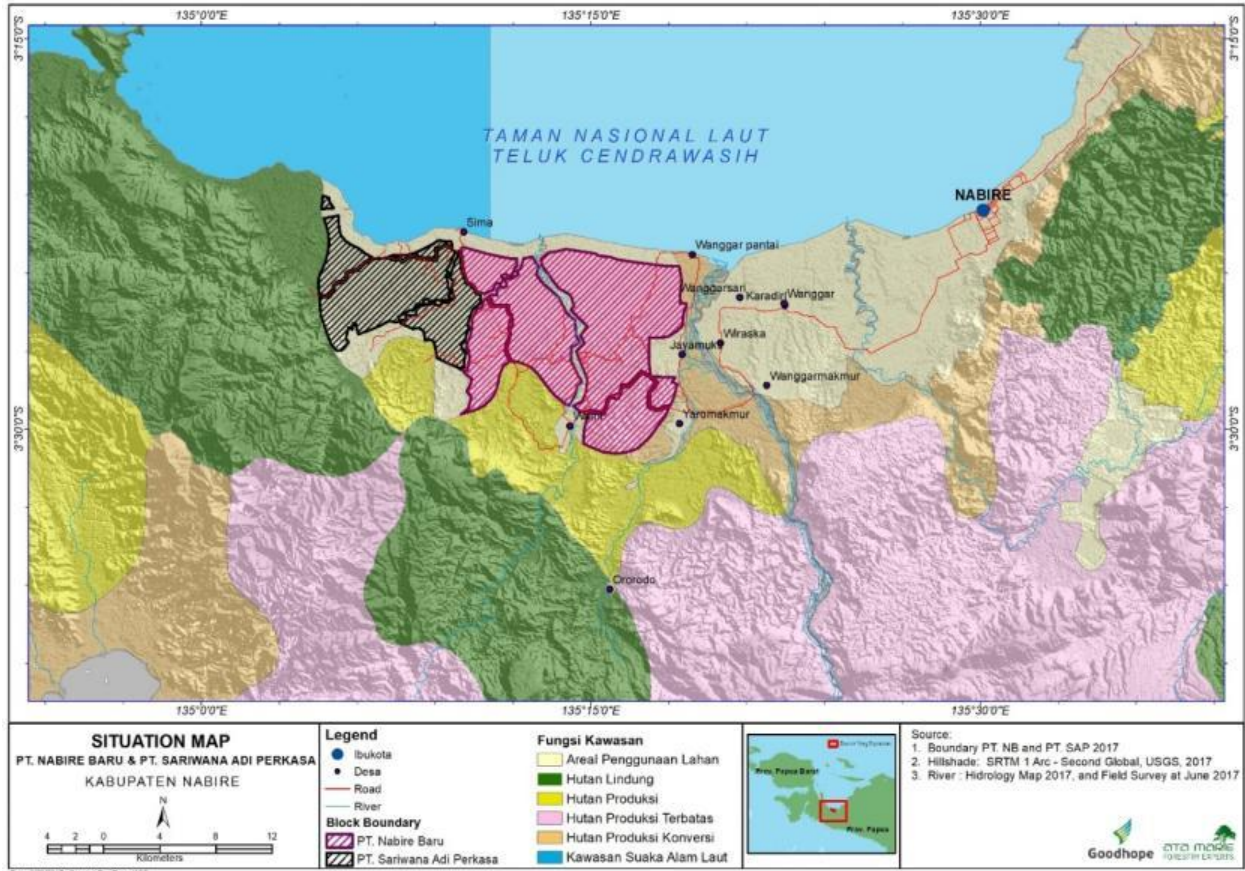 135°0'0"E 135°15'0"E 135°30'0"E
3°15'0"S 3°15'0"S
TAMAN NASIONAL LAUT
TELUK CENDRAWASIH
NABIRE
Sima
Wanggar pantai
Wanggarsari
Karadiri
Wanggar
Jayamukti
Wiraska
Wanggarmakmur
Yaromakmur
3°30'0"S 3°30'0"S
Ororodo
135°0'0"E 135°15'0"E 135°30'0"E
SITUATION MAP
PT. NABIRE BARU & PT. SARIWANA ADI PERKASA
KABUPATEN NABIRE
N
4 2 0 4 8 12
Kilometers
Legend
Ibukota
Desa
Road
River
Block Boundary
PT. Nabire Baru
PT. Sariwana Adi Perkasa
Fungsi Kawasan
Areal Penggunaan Lahan
Hutan Lindung
Hutan Produksi
Hutan Produksi Terbatas
Hutan Produksi Konversi
Kawasan Suaka Alam Laut
Prov. Papua Barat
Prov. Papua
Source:
1. Boundary PT. NB and PT. SAP 2017
2. Hillshade: SRTM 1 Arc - Second Global, USGS, 2017
3. River : Hidrology Map 2017, and Field Survey at June 2017
Goodhope
ATA MARIE
FORESTRY EXPERTS